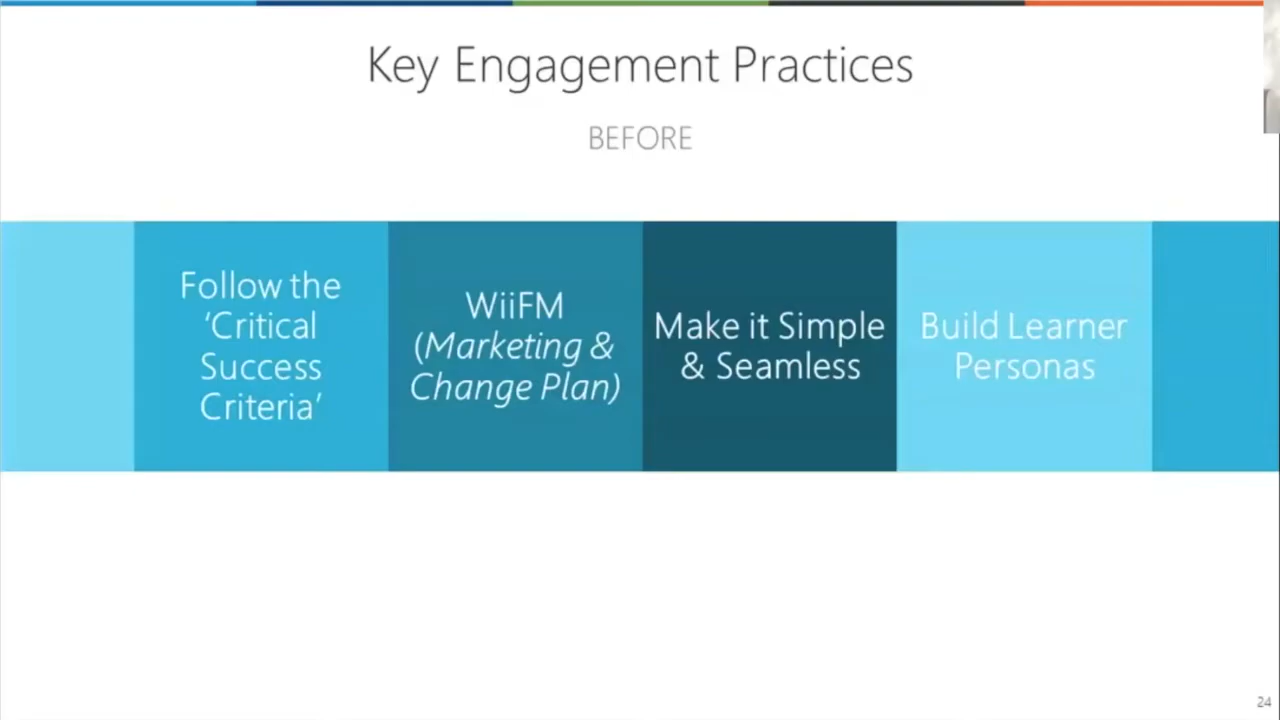 Key Engagement Practices
BEFORE
Follow the
‘Critical
Success
Criteria’
WiiFM
(Marketing &
Change Plan)
Make it Simple
& Seamless
Build Learner
Personas
24